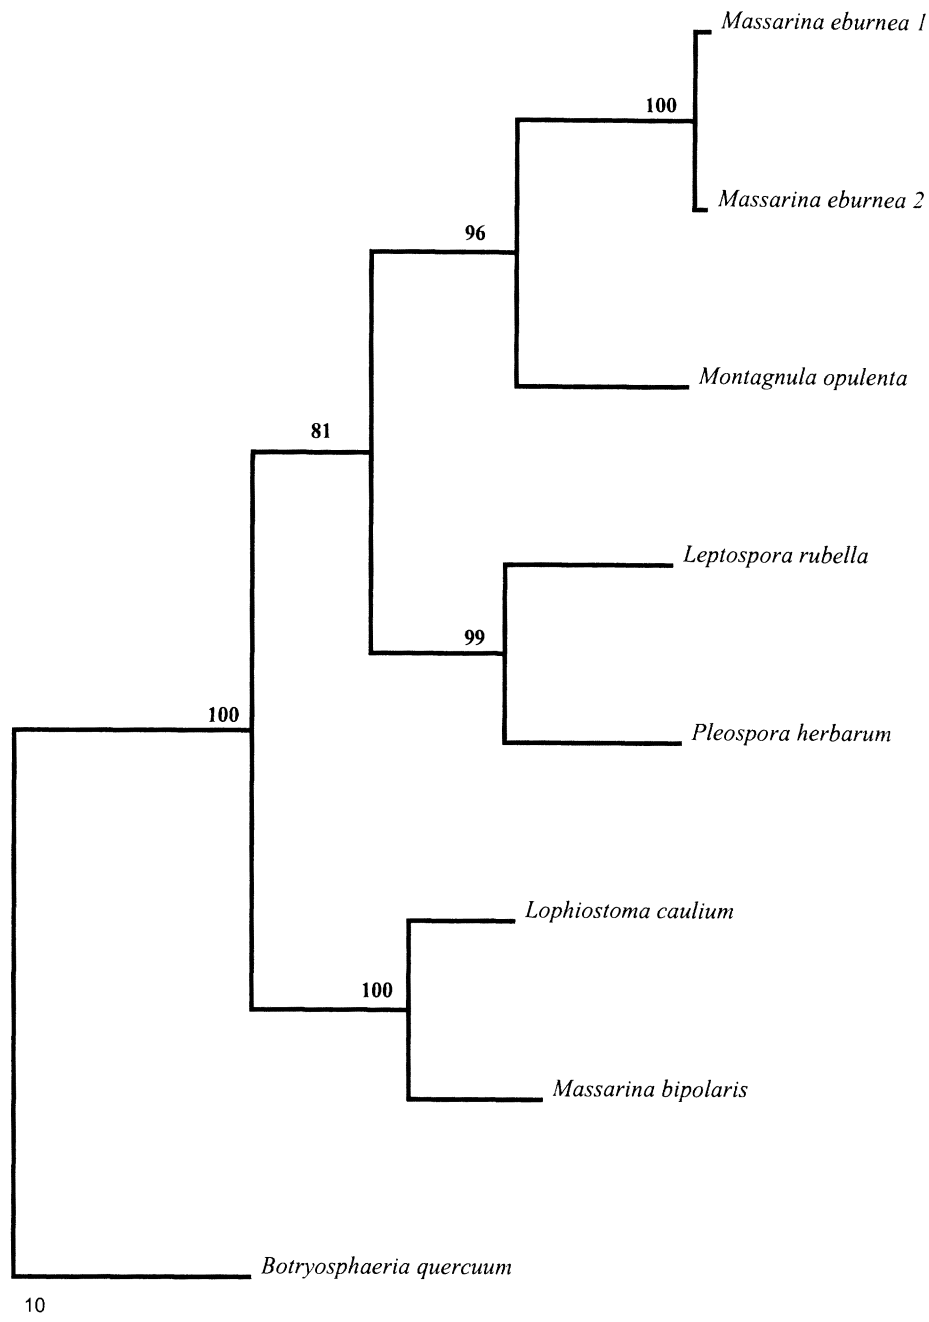 Massarina eburnea 1
100
Massarina eburnea 2
96
Montagnula opulenta
81
Leptospora rubella
99
Pleospora herbarum
100
Lophiostoma caulium
100
Massarina bipolaris
Botryosphaeria quercuum
10